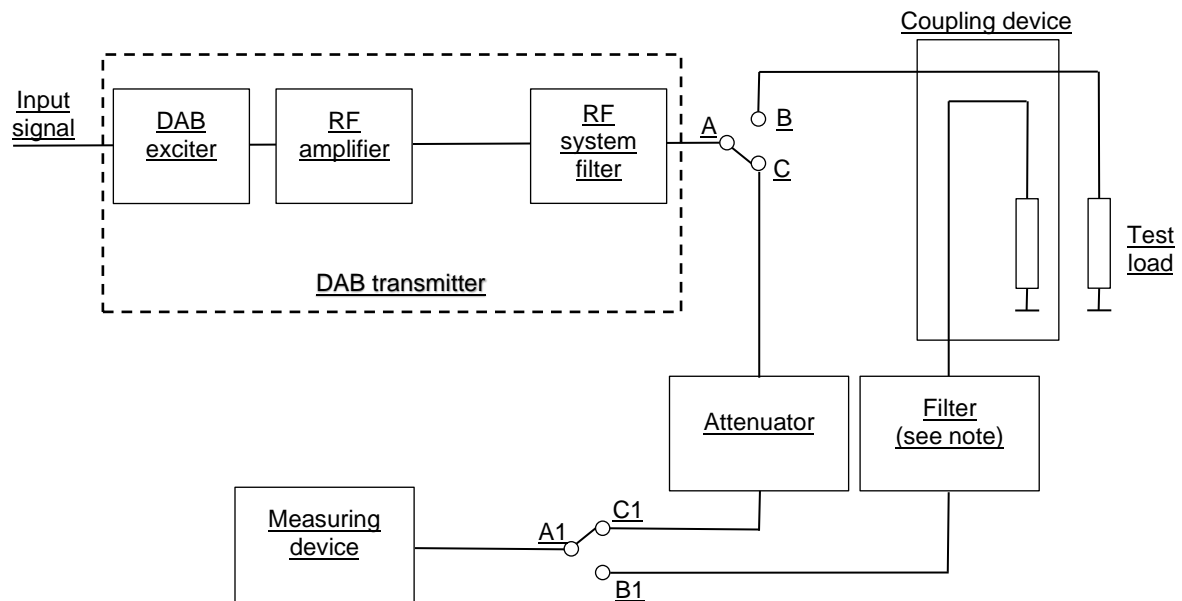 Coupling device
Input
signal
DAB
exciter
RF
amplifier
RF
system
filter
A
B
C
Test
load
DAB transmitter
Attenuator
Filter
(see note)
Measuring
device
A1
C1
B1